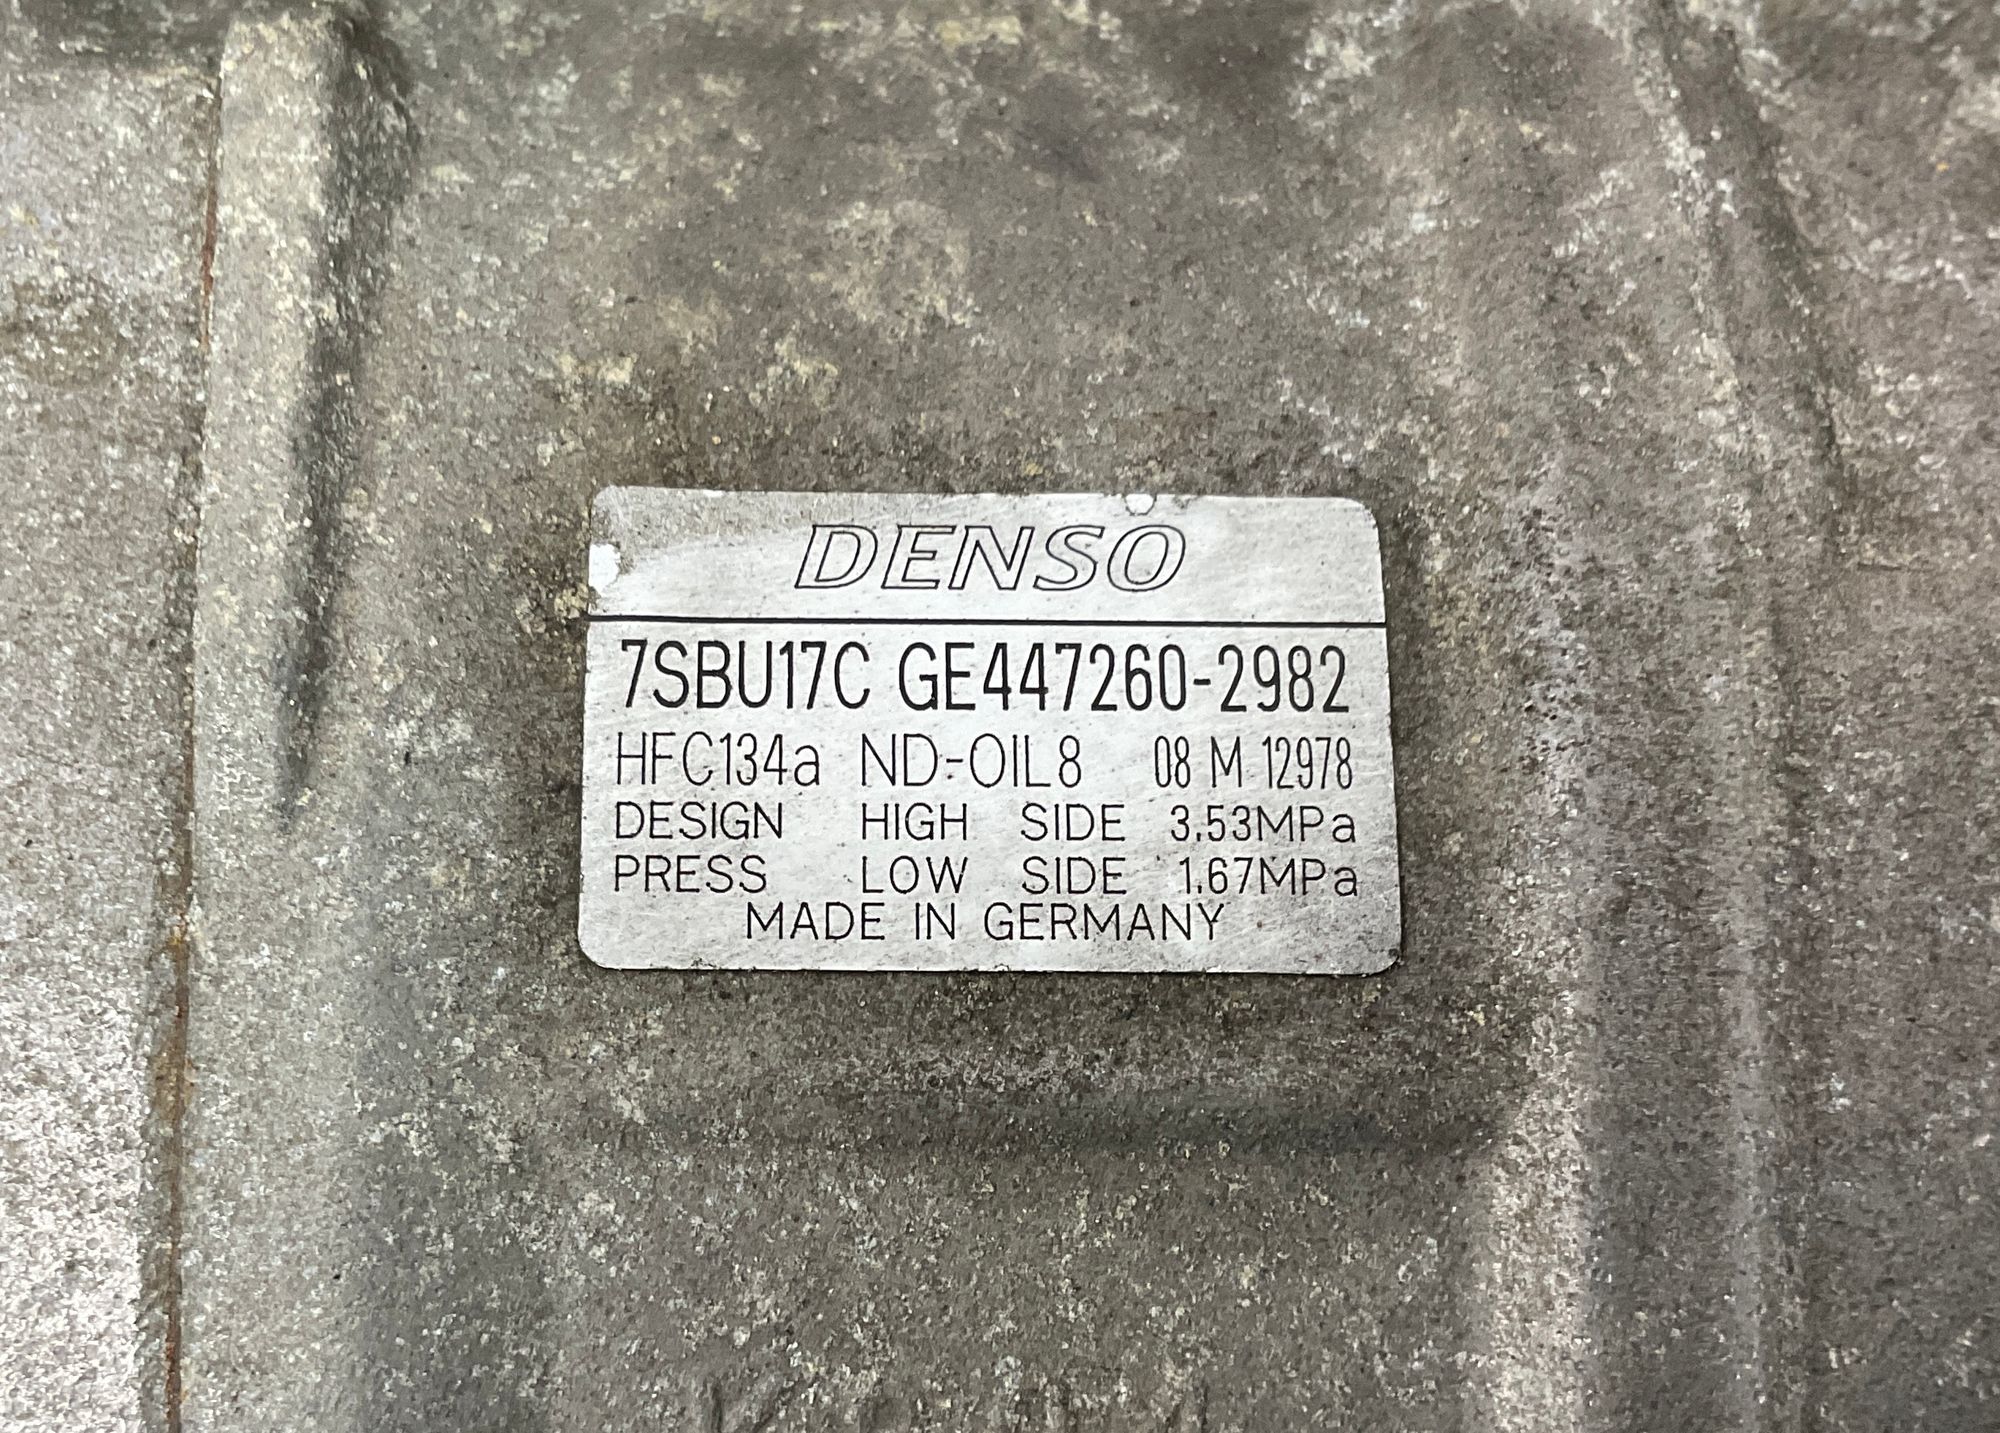 DENSO
7SBU17C GE447260-2982
HFC134a ND-OIL8 08 M 12978
DESIGN HIGH SIDE 3.53MPa
PRESS LOW SIDE 1.67MPa
MADE IN GERMANY